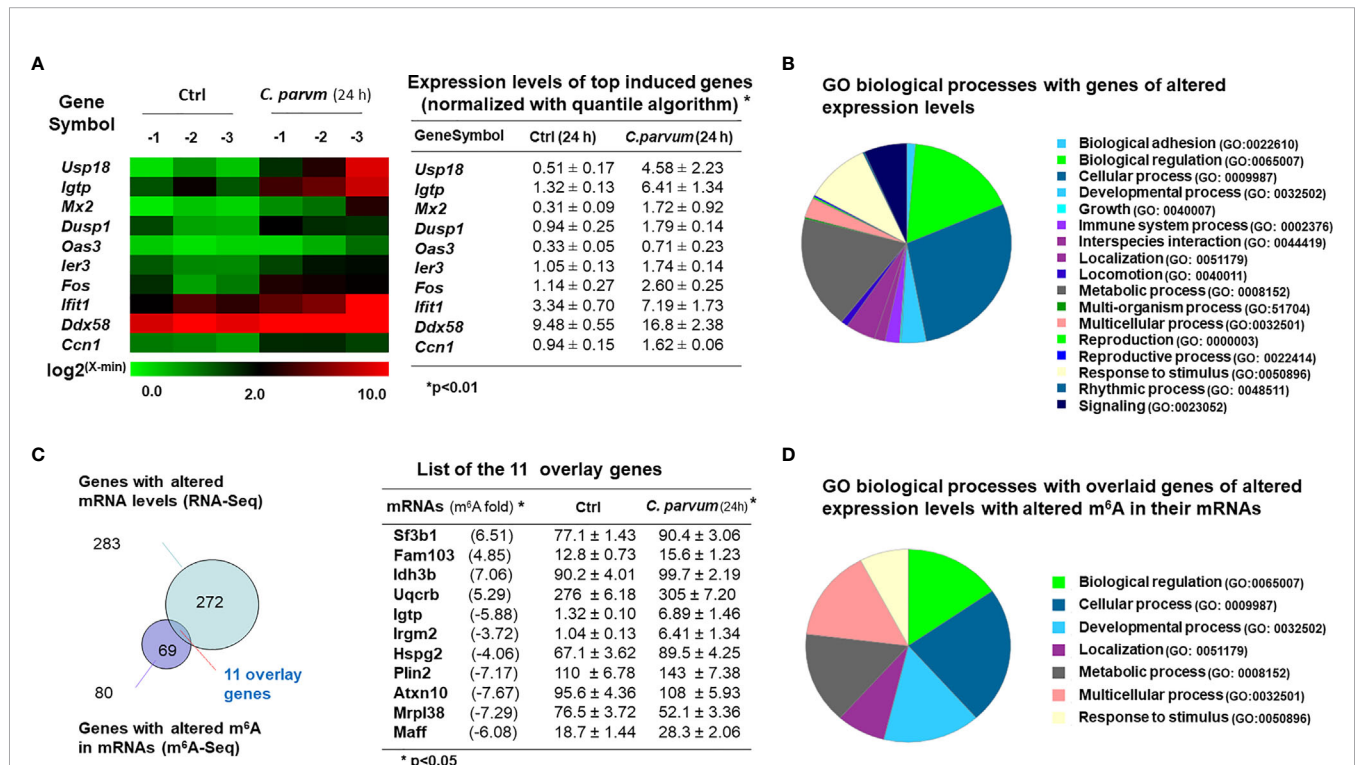 A
Gene
Symbol
Ctrl
C. parvm (24 h)
-1 -2 -3 -1 -2 -3
Usp18
Igtp
Mx2
Dusp1
Oas3
Ier3
Fos
Ifit1
Ddx58
Ccn1
log2(X-min)
0.0 2.0 10.0
Expression levels of top induced genes
(normalized with quantile algorithm) *
GeneSymbol Ctrl (24 h) C.parvum (24 h)
Usp18 0.51 ± 0.17 4.58 ± 2.23
Igtp 1.32 ± 0.13 6.41 ± 1.34
Mx2 0.31 ± 0.09 1.72 ± 0.92
Dusp1 0.94 ± 0.25 1.79 ± 0.14
Oas3 0.33 ± 0.05 0.71 ± 0.23
Ier3 1.05 ± 0.13 1.74 ± 0.14
Fos 1.14 ± 0.27 2.60 ± 0.25
Ifit1 3.34 ± 0.70 7.19 ± 1.73
Ddx58 9.48 ± 0.55 16.8 ± 2.38
Ccn1 0.94 ± 0.15 1.62 ± 0.06
*p<0.01
B
GO biological processes with genes of altered
expression levels
Biological adhesion (GO:0022610)
Biological regulation (GO:0065007)
Cellular process (GO:0009987)
Developmental process (GO: 0032502)
Growth (GO: 0040007)
Immune system process (GO:0002376)
Interspecies interaction (GO: 0044419)
Localization (GO:0051179)
Locomotion (GO:0040011)
Metabolic process (GO: 0008152)
Multi-organism process (GO:51704)
Multicellular process (GO:0032501)
Reproduction (GO: 0000003)
Reproductive process (GO: 0022414)
Response to stimulus (GO:0050896)
Rhythmic process (GO: 0048511)
Signaling (GO:0023052)
C
Genes with altered
mRNA levels (RNA-Seq)
283
272
69
11 overlay
genes
80
Genes with altered m⁶A
in mRNAs (m⁶A-Seq)
List of the 11 overlay genes
mRNAs (m⁶A fold) * Ctrl C. parvum (24h) *
Sf3b1 (6.51) 77.1 ± 1.43 90.4 ± 3.06
Fam103 (4.85) 12.8 ± 0.73 15.6 ± 1.23
Idh3b (7.06) 90.2 ± 4.01 99.7 ± 2.19
Uqcrb (5.29) 276 ± 6.18 305 ± 7.20
Igtp (-5.88) 1.32 ± 0.10 6.89 ± 1.46
Irgm2 (-3.72) 1.04 ± 0.13 6.41 ± 1.34
Hspg2 (-4.06) 67.1 ± 3.62 89.5 ± 4.25
Plin2 (-7.17) 110 ± 6.78 143 ± 7.38
Atxn10 (-7.67) 95.6 ± 4.36 108 ± 5.93
Mrpl38 (-7.29) 76.5 ± 3.72 52.1 ± 3.36
Maff (-6.08) 18.7 ± 1.44 28.3 ± 2.06
* p<0.05
D
GO biological processes with overlaid genes of altered
expression levels with altered m⁶A in their mRNAs
Biological regulation (GO:0065007)
Cellular process (GO: 0009987)
Developmental process (GO: 0032502)
Localization (GO:0051179)
Metabolic process (GO: 0008152)
Multicellular process (GO:0032501)
Response to stimulus (GO:0050896)